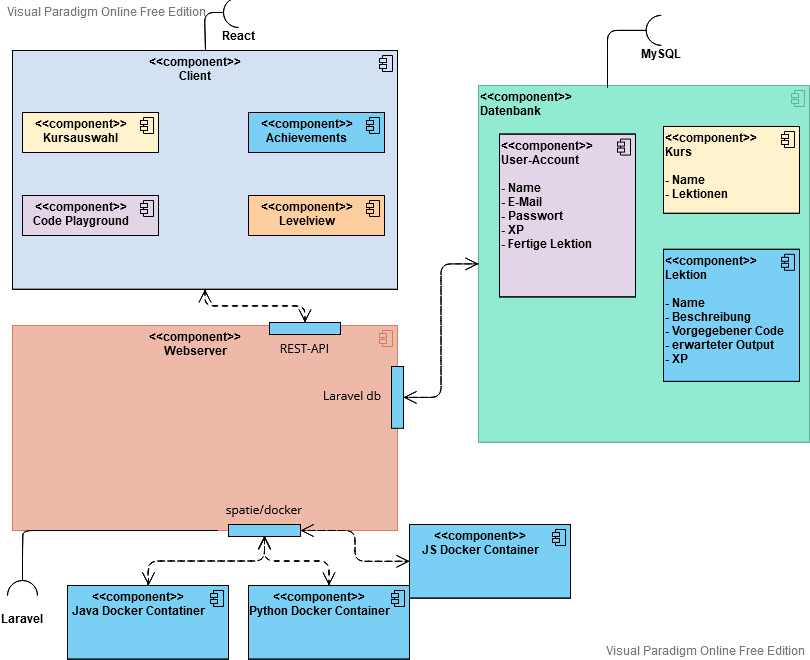 Visual Paradigm Online Free Edition
React
<<component>>
Client
<<component>>
Kursauswahl
<<component>>
Achievements
<<component>>
Code Playground
<<component>>
Levelview
MySQL
<<component>>
Datenbank
<<component>>
User-Account
- Name
- E-Mail
- Passwort
- XP
- Fertige Lektion
<<component>>
Kurs
- Name
- Lektionen
<<component>>
Lektion
- Name
- Beschreibung
- Vorgegebener Code
- erwarteter Output
- XP
<<component>>
Webserver
REST-API
Laravel db
spatie/docker
Laravel
<<component>>
JS Docker Container
<<component>>
Java Docker Contatiner
<<component>>
Python Docker Container
Visual Paradigm Online Free Edition